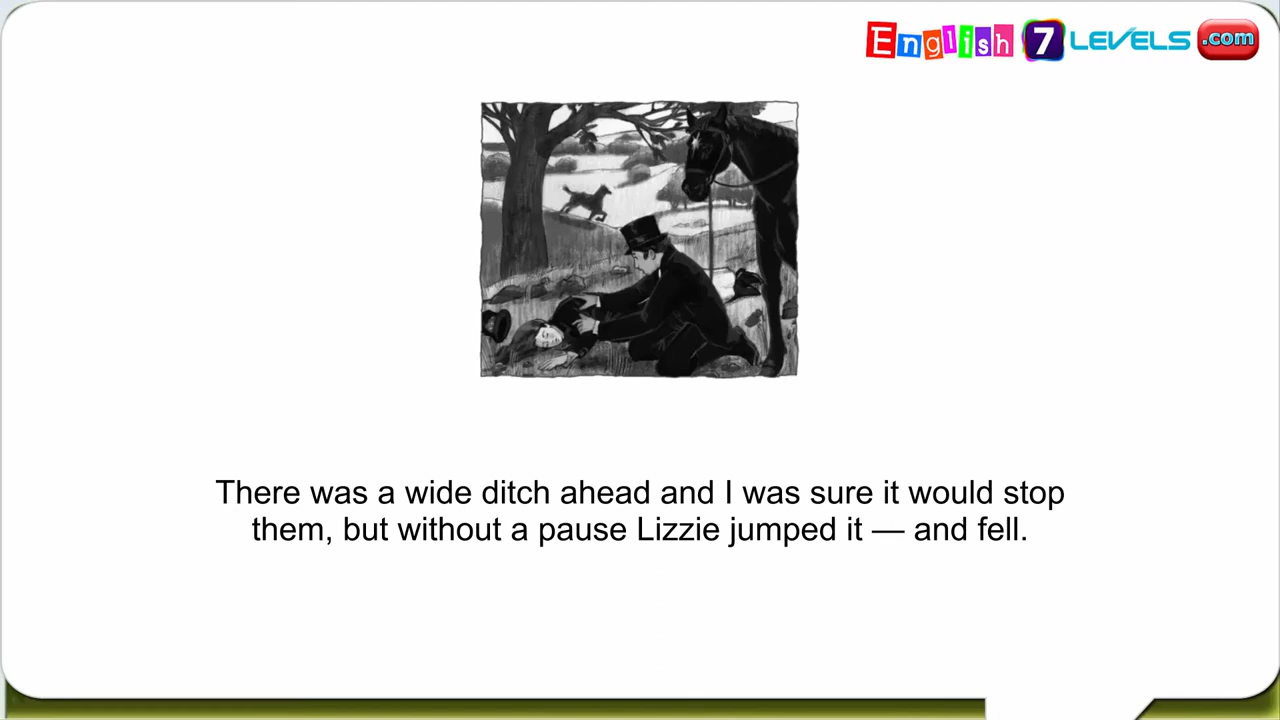 English 7 LEVELS .com
There was a wide ditch ahead and I was sure it would stop
them, but without a pause Lizzie jumped it — and fell.